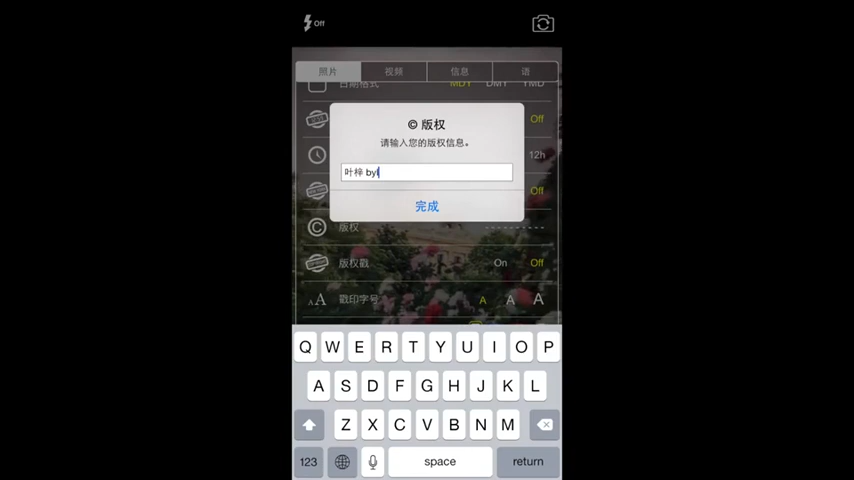 Off
照片 视频 信息 语
日期格式 MDY DMY YMD
Off
© 版权
请输入您的版权信息。
12h
叶梓 by
Off
完成
© 版权 - - - - - - - - - -
版权戳 On Off
AA 戳印字号 A A A
Q W E R T Y U I O P
A S D F G H J K L
Z X C V B N M
123 space return